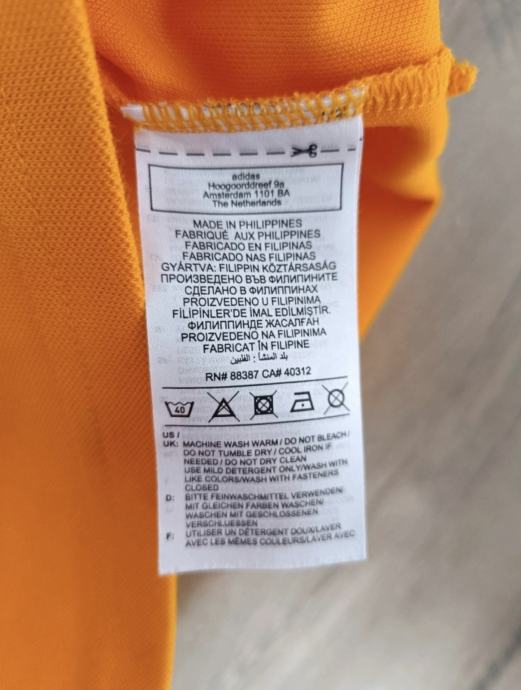 adidas
Hoogoorddreef 9a
Amsterdam 1101 BA
The Netherlands
MADE IN PHILIPPINES
FABRIQUÉ AUX PHILIPPINES
FABRICADO EN FILIPINAS
FABRICADO NAS FILIPINAS
GYÁRTVA: FILIPPIN KÖZTÁRSASÁG
ПРОИЗВЕДЕНО ВЪВ ФИЛИПИНИТЕ
СДЕЛАНО В ФИЛИППИНАХ
PROIZVEDENO U FILIPINIMA
FİLİPİNLER'DE İMAL EDİLMİŞTİR.
ФИЛИППИНДЕ ЖАСАЛҒАН
PROIZVEDENO NA FILIPINIMA
FABRICAT ÎN FILIPINE
بلد المنشأ : الفلبين
RN# 88387 CA# 40312
40
US /
UK: MACHINE WASH WARM / DO NOT BLEACH /
DO NOT TUMBLE DRY / COOL IRON IF
NEEDED / DO NOT DRY CLEAN
USE MILD DETERGENT ONLY/WASH WITH
LIKE COLORS/WASH WITH FASTENERS
CLOSED
D: BITTE FEINWASCHMITTEL VERWENDEN/
MIT GLEICHEN FARBEN WASCHEN/
WASCHEN MIT GESCHLOSSENEN
VERSCHLUESSEN
F: UTILISER UN DÉTERGENT DOUX/LAVER
AVEC LES MÊMES COULEURS/LAVER AVEC